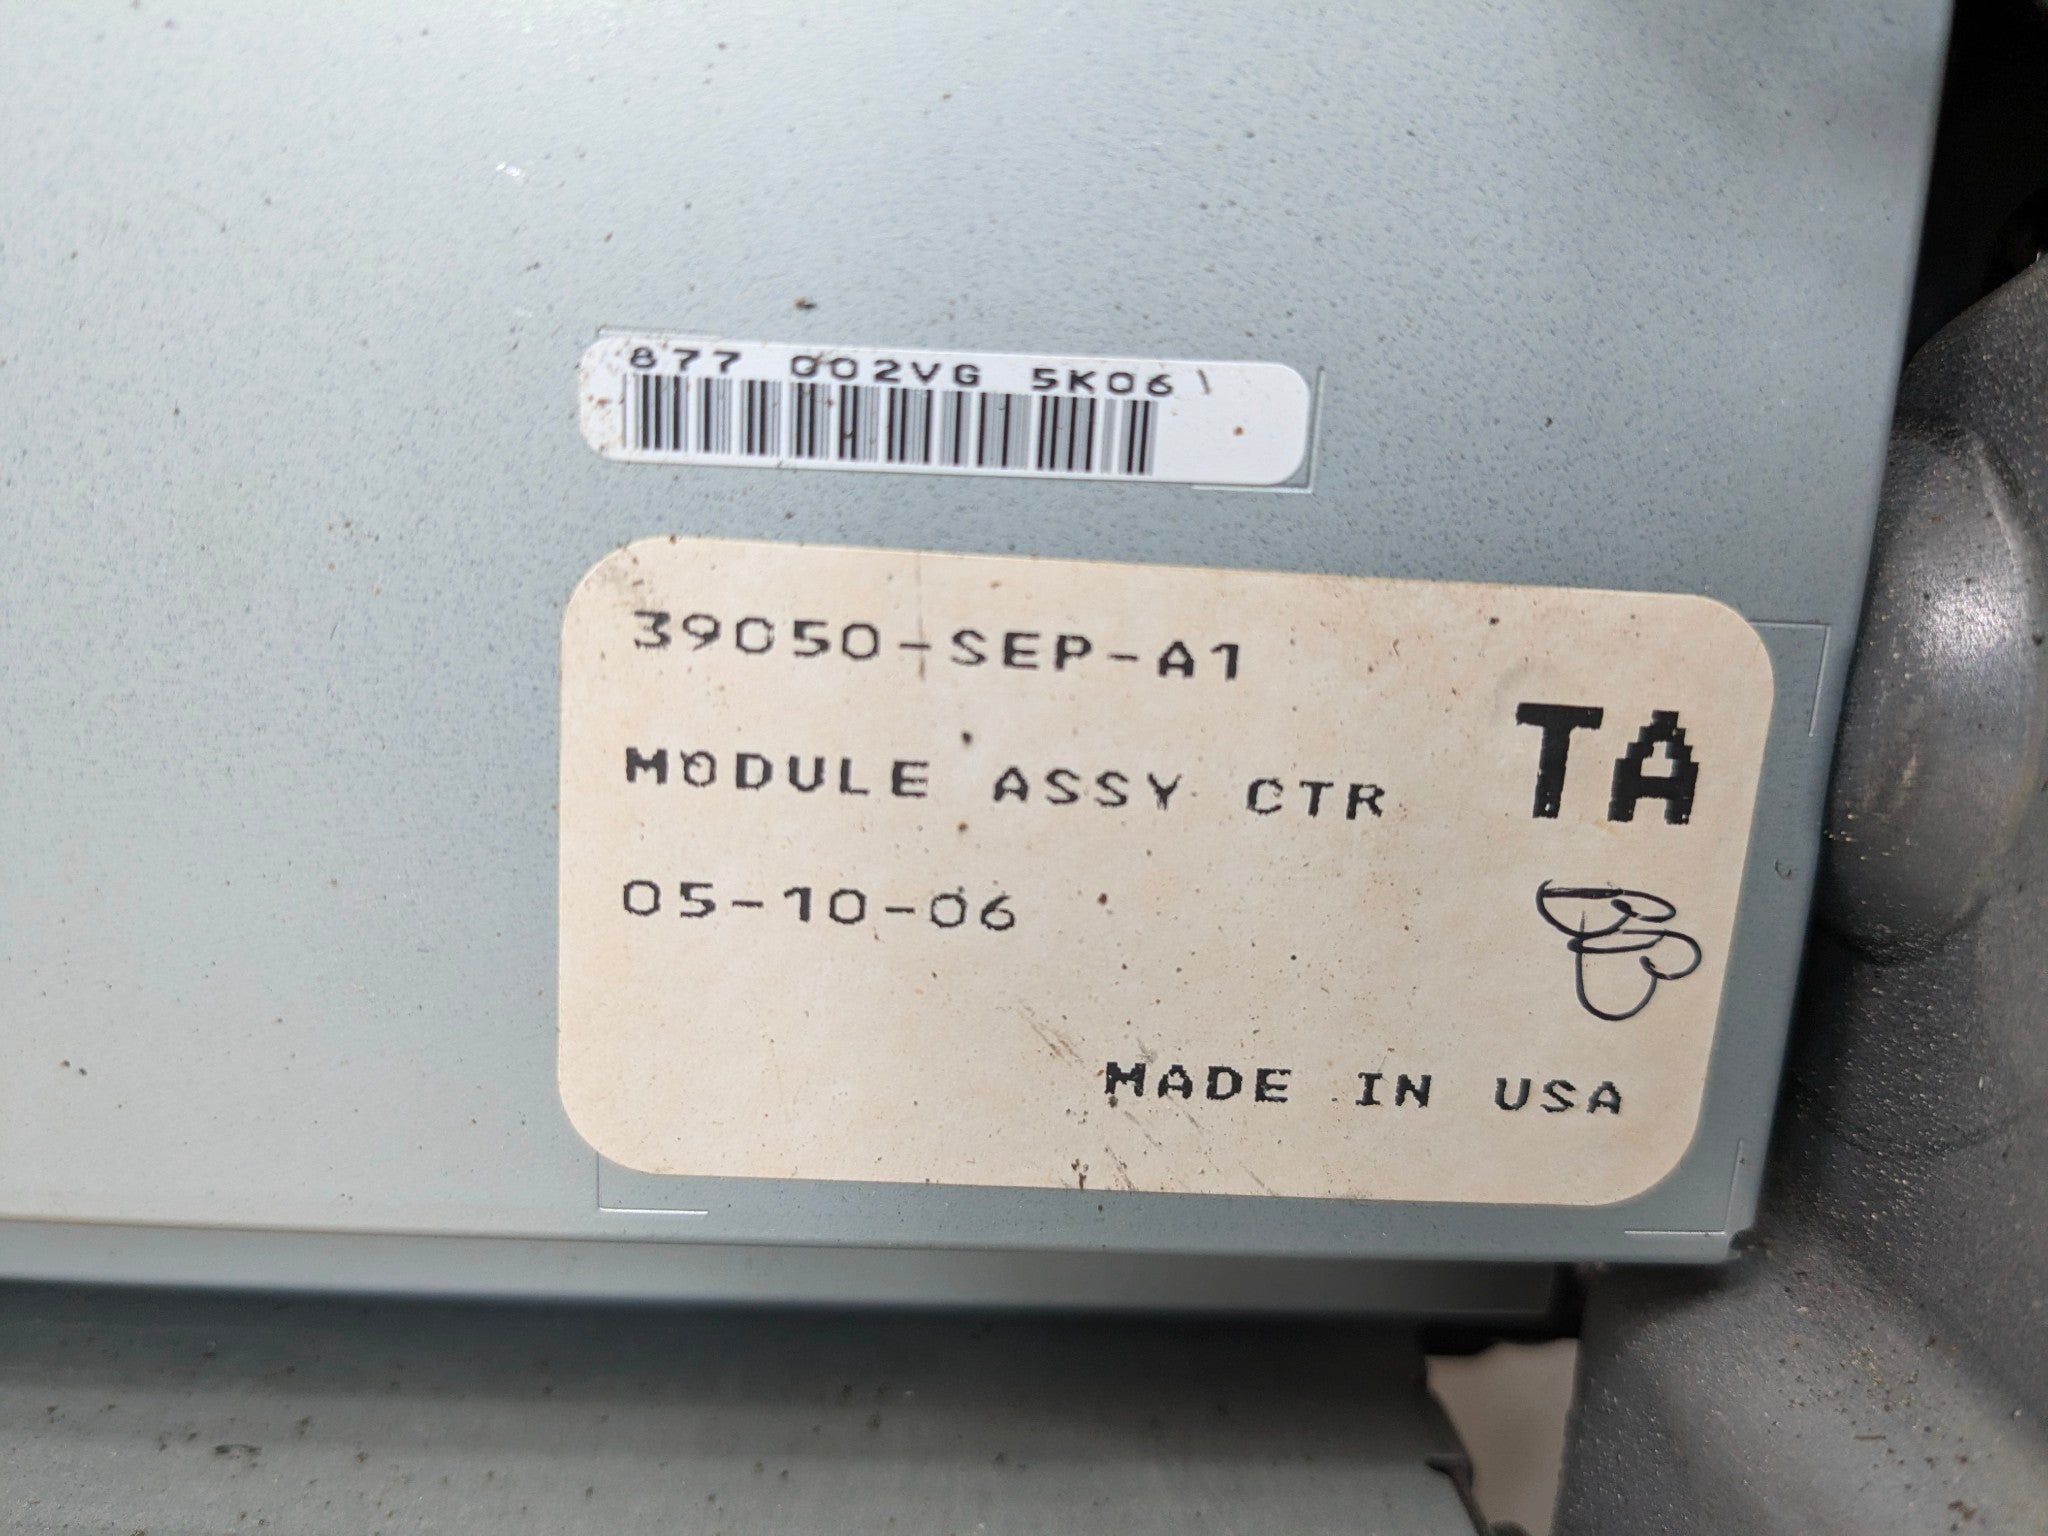 877 002VG 5K06
39050-SEP-A1
TA
MODULE ASSY CTR
05-10-06
MADE IN USA